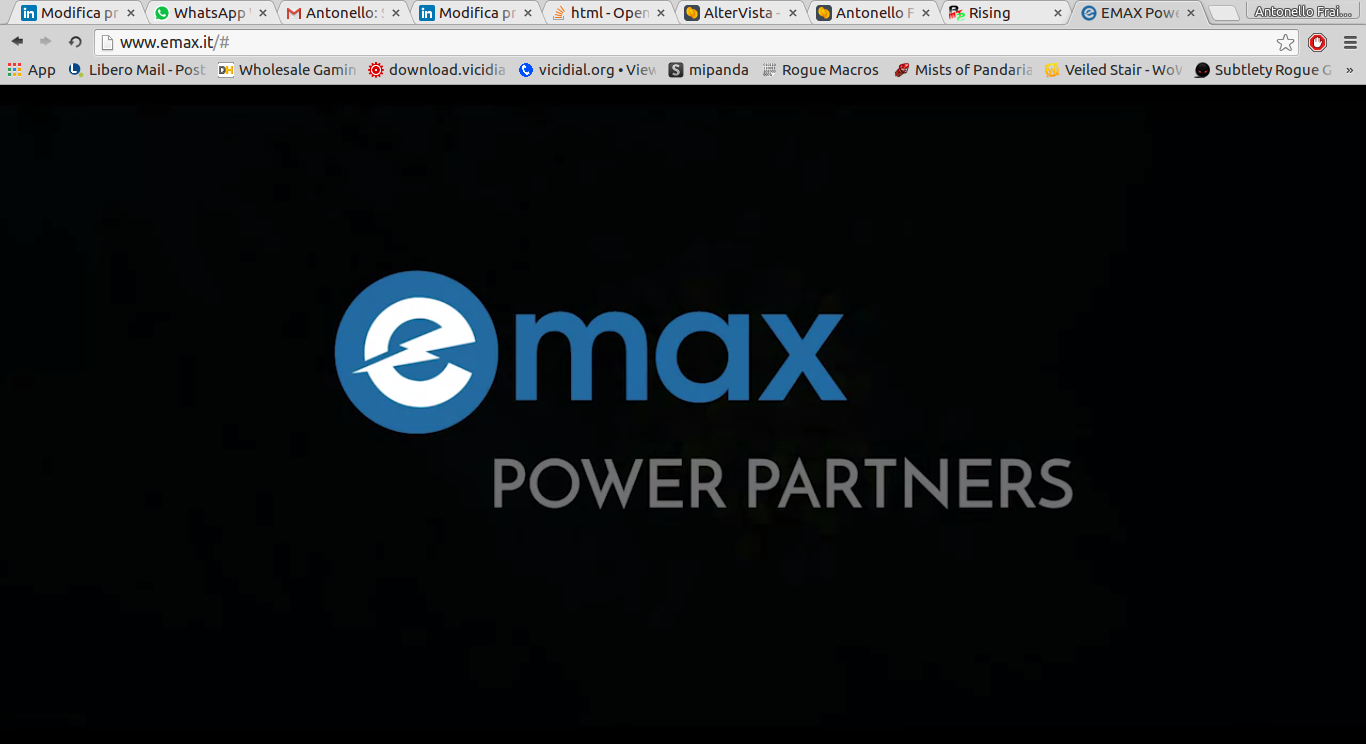 Modifica pr
WhatsApp
Antonello:
Modifica pr
html - Open
AlterVista -
Antonello F
Rising
EMAX Powe
Antonello Frai...
www.emax.it/#
App
Libero Mail - Post
Wholesale Gamin
download.vicidia
vicidial.org • View
mipanda
Rogue Macros
Mists of Pandaria
Veiled Stair - WoW
Subtlety Rogue G
»
emax
POWER PARTNERS